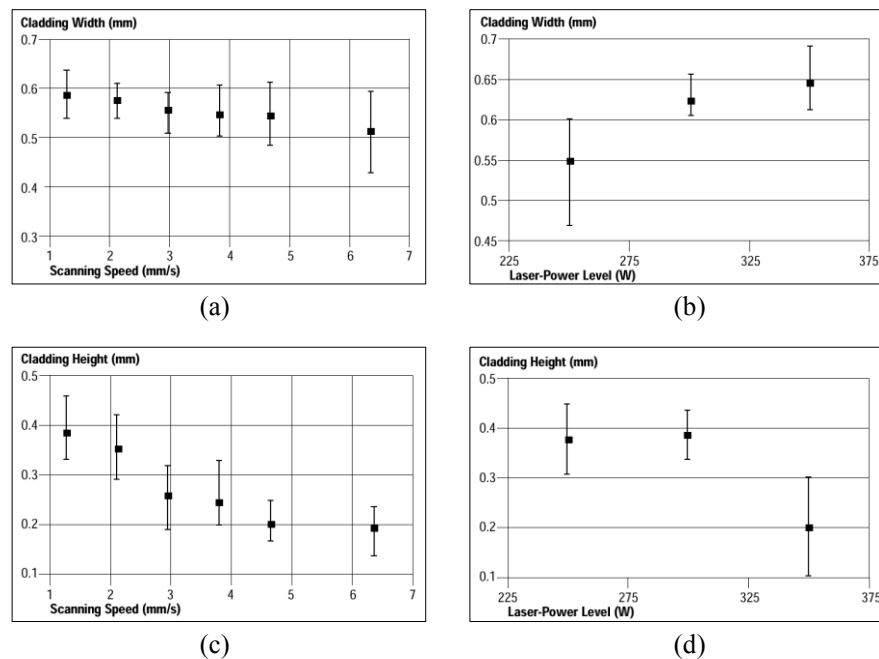 Cladding Width (mm)
0.7
0.6
0.5
0.4
0.3
1 2 3 4 5 6 7
Scanning Speed (mm/s)
(a)
Cladding Width (mm)
0.7
0.65
0.6
0.55
0.5
0.45
225 275 325 375
Laser-Power Level (W)
(b)
Cladding Height (mm)
0.5
0.4
0.3
0.2
0.1
1 2 3 4 5 6 7
Scanning Speed (mm/s)
(c)
Cladding Height (mm)
0.5
0.4
0.3
0.2
0.1
225 275 325 375
Laser-Power Level (W)
(d)